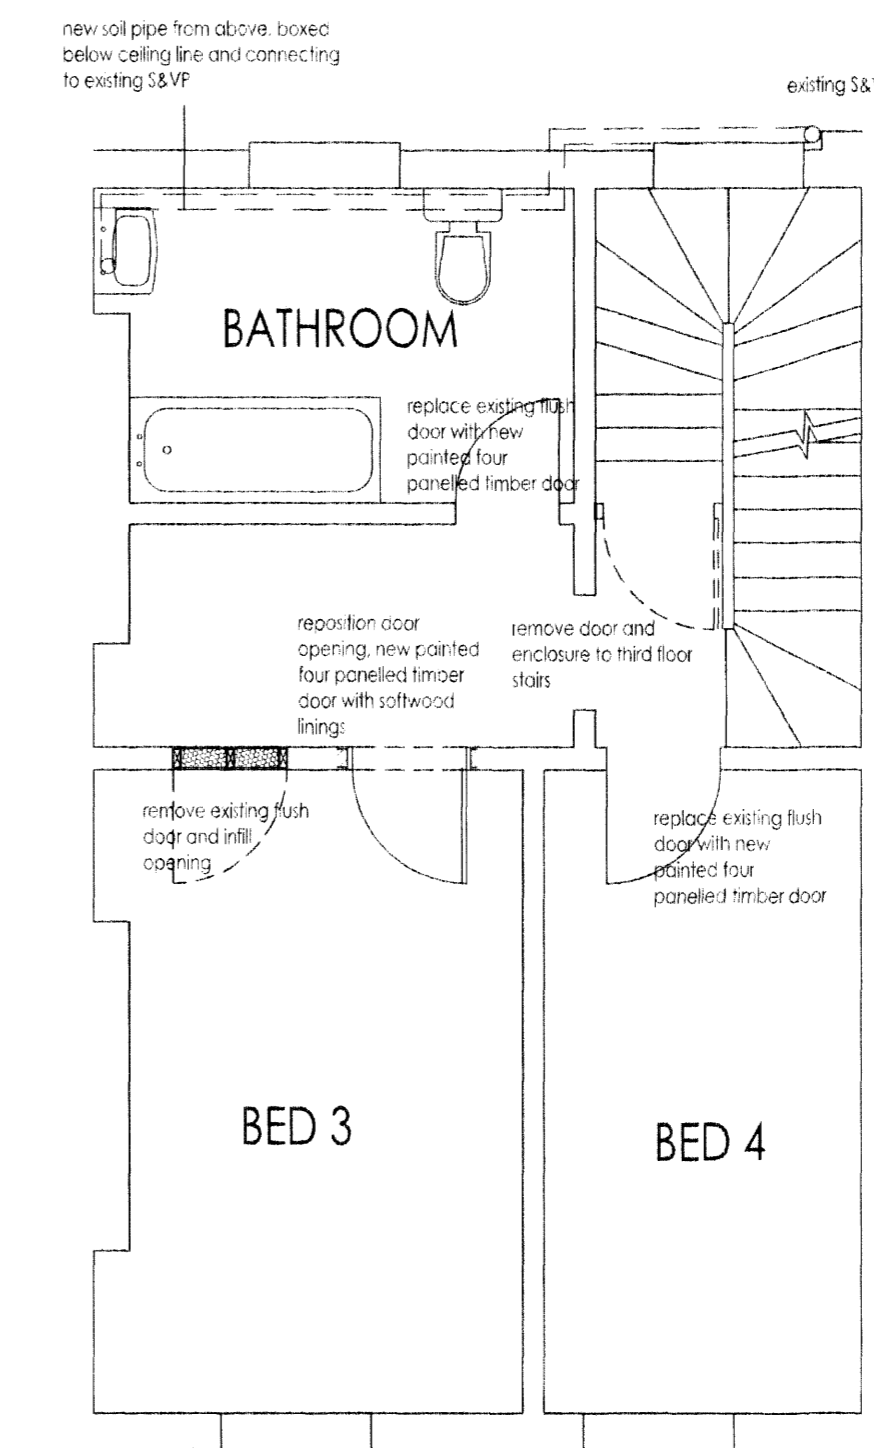 new soil pipe from above, boxed
below ceiling line and connecting
to existing S&VP
existing S&
BATHROOM
replace existing flush
door with new
painted four
panelled timber door
reposition door
opening, new painted
four panelled timber
door with softwood
linings
remove door and
enclosure to third floor
stairs
remove existing flush
door and infill
opening
replace existing flush
door with new
painted four
panelled timber door
BED 3
BED 4